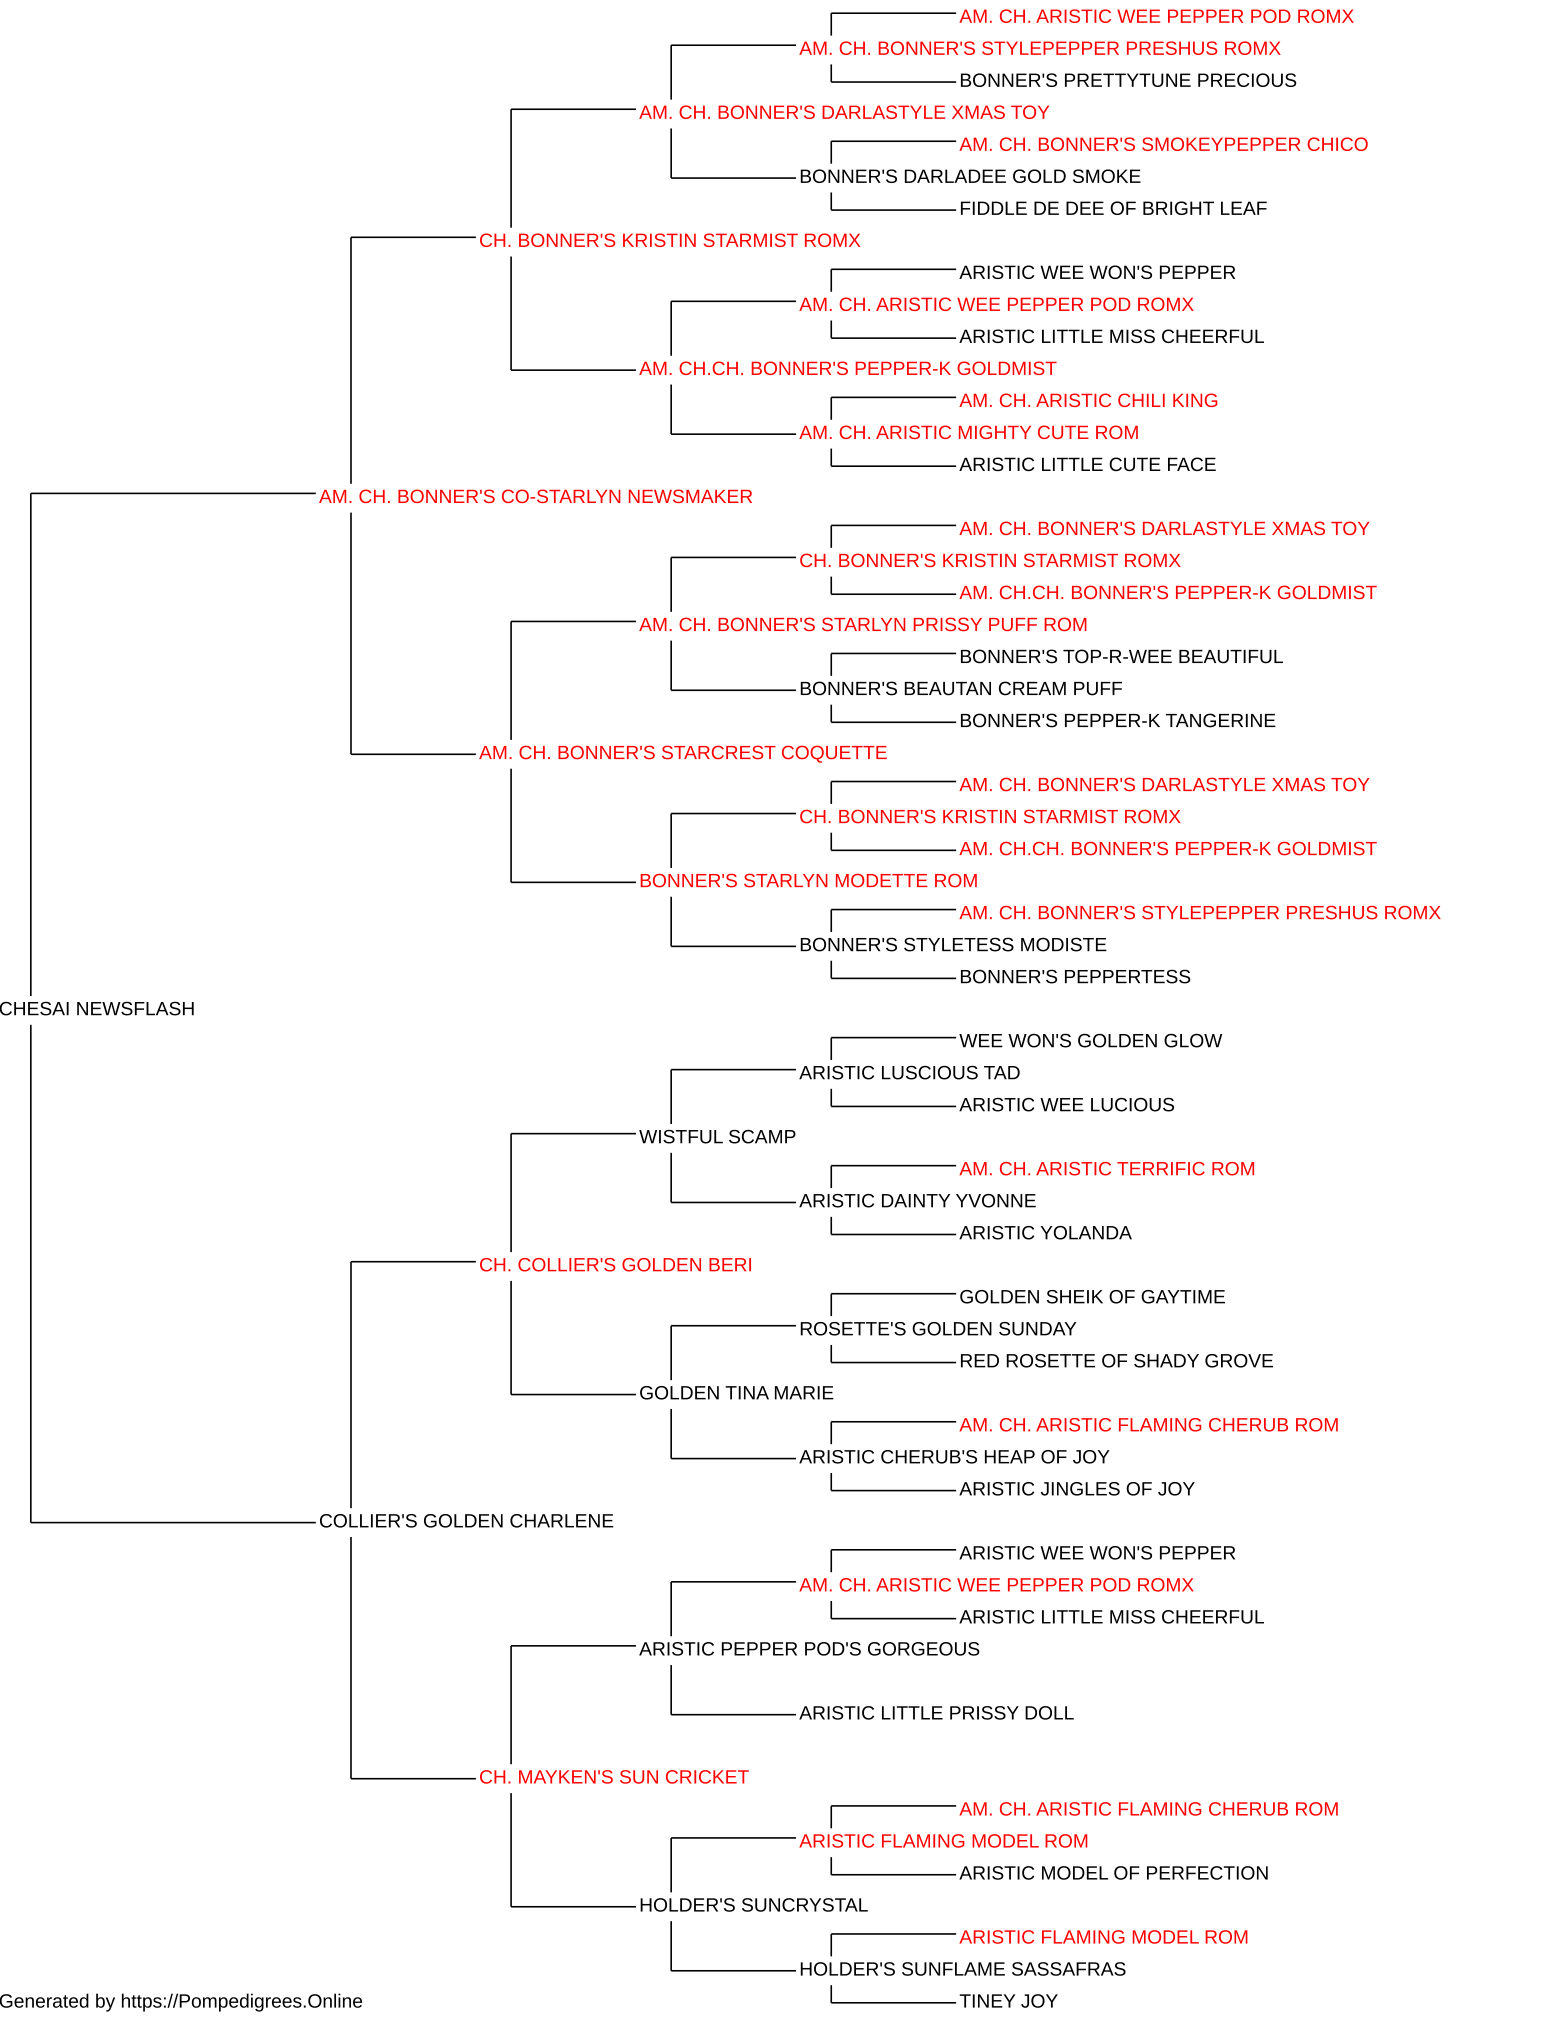 AM. CH. ARISTIC WEE PEPPER POD ROMX
AM. CH. BONNER'S STYLEPEPPER PRESHUS ROMX
BONNER'S PRETTYTUNE PRECIOUS
AM. CH. BONNER'S DARLASTYLE XMAS TOY
AM. CH. BONNER'S SMOKEYPEPPER CHICO
BONNER'S DARLADEE GOLD SMOKE
FIDDLE DE DEE OF BRIGHT LEAF
CH. BONNER'S KRISTIN STARMIST ROMX
ARISTIC WEE WON'S PEPPER
AM. CH. ARISTIC WEE PEPPER POD ROMX
ARISTIC LITTLE MISS CHEERFUL
AM. CH.CH. BONNER'S PEPPER-K GOLDMIST
AM. CH. ARISTIC CHILI KING
AM. CH. ARISTIC MIGHTY CUTE ROM
ARISTIC LITTLE CUTE FACE
AM. CH. BONNER'S CO-STARLYN NEWSMAKER
AM. CH. BONNER'S DARLASTYLE XMAS TOY
CH. BONNER'S KRISTIN STARMIST ROMX
AM. CH.CH. BONNER'S PEPPER-K GOLDMIST
AM. CH. BONNER'S STARLYN PRISSY PUFF ROM
BONNER'S TOP-R-WEE BEAUTIFUL
BONNER'S BEAUTAN CREAM PUFF
BONNER'S PEPPER-K TANGERINE
AM. CH. BONNER'S STARCREST COQUETTE
AM. CH. BONNER'S DARLASTYLE XMAS TOY
CH. BONNER'S KRISTIN STARMIST ROMX
AM. CH.CH. BONNER'S PEPPER-K GOLDMIST
BONNER'S STARLYN MODETTE ROM
AM. CH. BONNER'S STYLEPEPPER PRESHUS ROMX
BONNER'S STYLETESS MODISTE
BONNER'S PEPPERTESS
CHESAI NEWSFLASH
WEE WON'S GOLDEN GLOW
ARISTIC LUSCIOUS TAD
ARISTIC WEE LUCIOUS
WISTFUL SCAMP
AM. CH. ARISTIC TERRIFIC ROM
ARISTIC DAINTY YVONNE
ARISTIC YOLANDA
CH. COLLIER'S GOLDEN BERI
GOLDEN SHEIK OF GAYTIME
ROSETTE'S GOLDEN SUNDAY
RED ROSETTE OF SHADY GROVE
GOLDEN TINA MARIE
AM. CH. ARISTIC FLAMING CHERUB ROM
ARISTIC CHERUB'S HEAP OF JOY
ARISTIC JINGLES OF JOY
COLLIER'S GOLDEN CHARLENE
ARISTIC WEE WON'S PEPPER
AM. CH. ARISTIC WEE PEPPER POD ROMX
ARISTIC LITTLE MISS CHEERFUL
ARISTIC PEPPER POD'S GORGEOUS
ARISTIC LITTLE PRISSY DOLL
CH. MAYKEN'S SUN CRICKET
AM. CH. ARISTIC FLAMING CHERUB ROM
ARISTIC FLAMING MODEL ROM
ARISTIC MODEL OF PERFECTION
HOLDER'S SUNCRYSTAL
ARISTIC FLAMING MODEL ROM
HOLDER'S SUNFLAME SASSAFRAS
TINEY JOY
Generated by https://Pompedigrees.Online